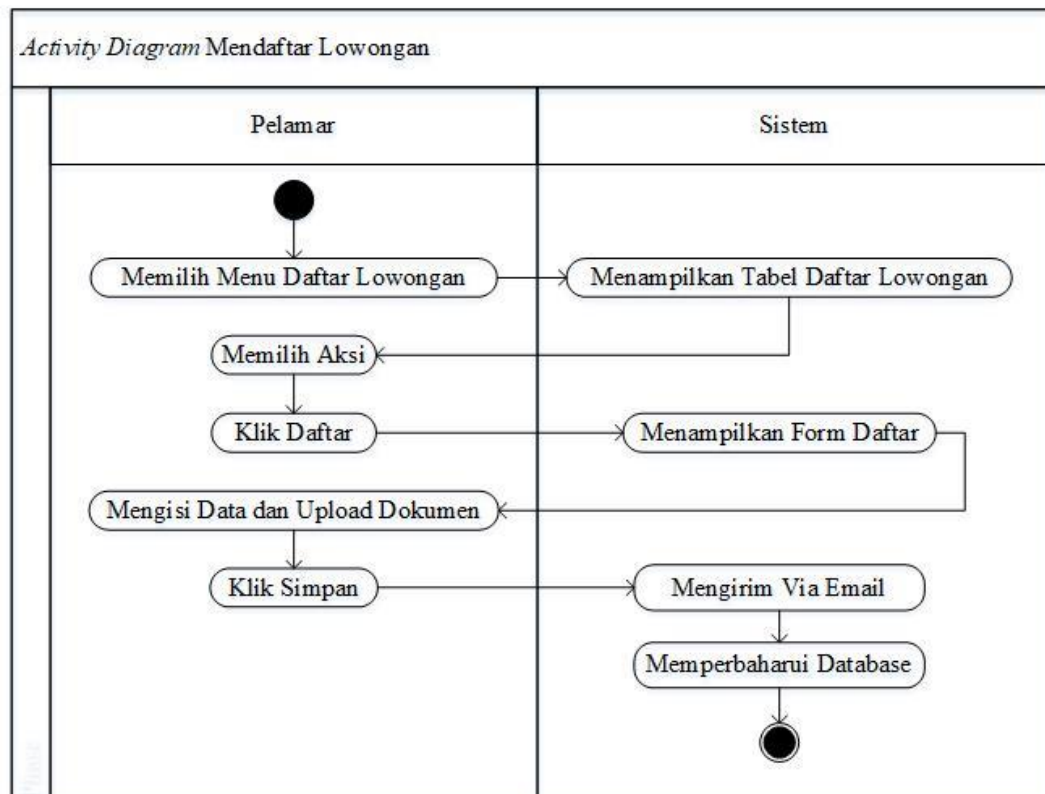 Activity Diagram Mendaftar Lowongan
Pelamar
Sistem
Memilih Menu Daftar Lowongan
Menampilkan Tabel Daftar Lowongan
Memilih Aksi
Klik Daftar
Menampilkan Form Daftar
Mengisi Data dan Upload Dokumen
Klik Simpan
Mengirim Via Email
Memperbaharui Database